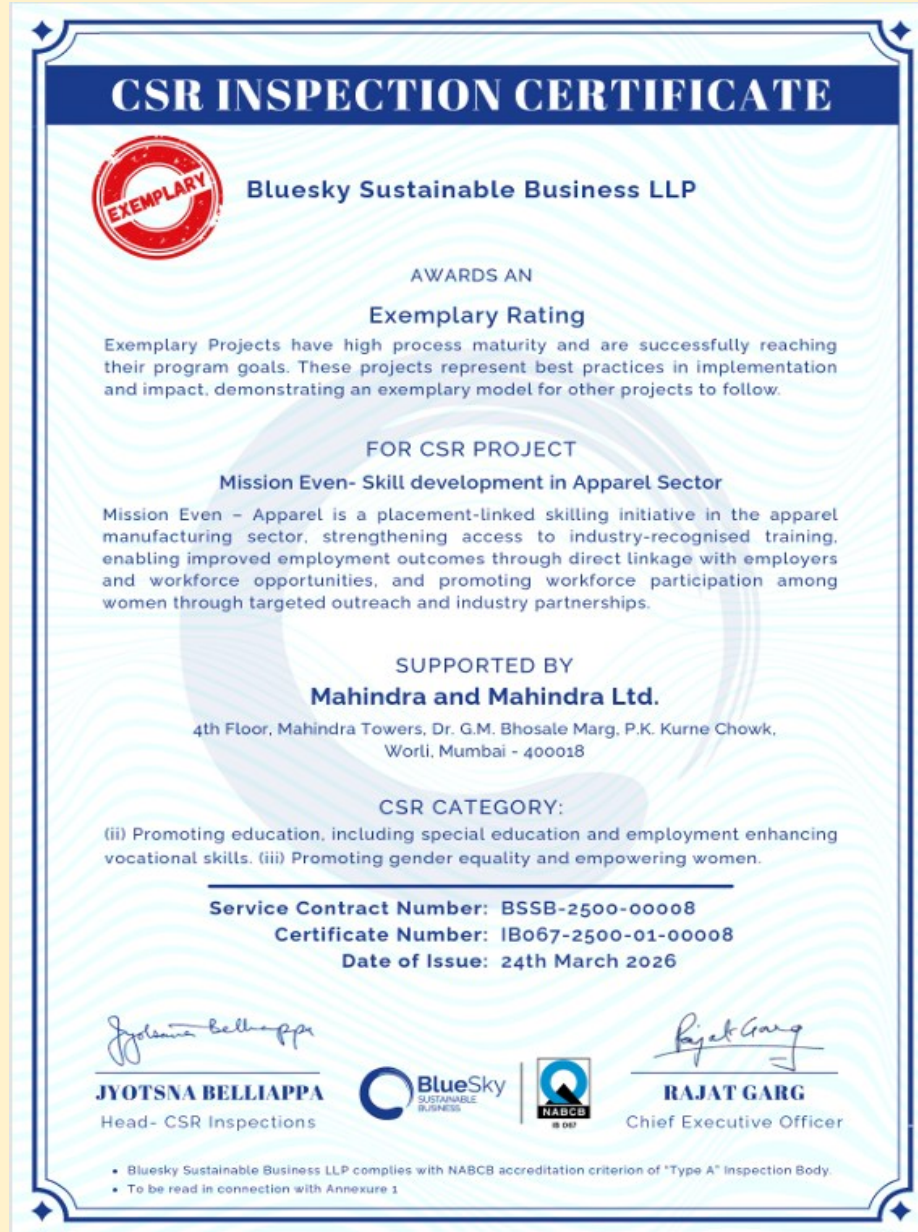 CSR INSPECTION CERTIFICATE
EXEMPLARY
Bluesky Sustainable Business LLP
AWARDS AN
Exemplary Rating
Exemplary Projects have high process maturity and are successfully reaching
their program goals. These projects represent best practices in implementation
and impact, demonstrating an exemplary model for other projects to follow.
FOR CSR PROJECT
Mission Even- Skill development in Apparel Sector
Mission Even – Apparel is a placement-linked skilling initiative in the apparel
manufacturing sector, strengthening access to industry-recognised training,
enabling improved employment outcomes through direct linkage with employers
and workforce opportunities, and promoting workforce participation among
women through targeted outreach and industry partnerships.
SUPPORTED BY
Mahindra and Mahindra Ltd.
4th Floor, Mahindra Towers, Dr. G.M. Bhosale Marg, P.K. Kurne Chowk,
Worli, Mumbai - 400018
CSR CATEGORY:
(ii) Promoting education, including special education and employment enhancing
vocational skills. (iii) Promoting gender equality and empowering women.
Service Contract Number: BSSB-2500-00008
Certificate Number: IB067-2500-01-00008
Date of Issue: 24th March 2026
Jyotsna Belliappa
JYOTSNA BELLIAPPA
Head- CSR Inspections
BlueSky
SUSTAINABLE
BUSINESS
NABCB
IB 067
Rajat Garg
RAJAT GARG
Chief Executive Officer
• Bluesky Sustainable Business LLP complies with NABCB accreditation criterion of "Type A" Inspection Body.
• To be read in connection with Annexure 1